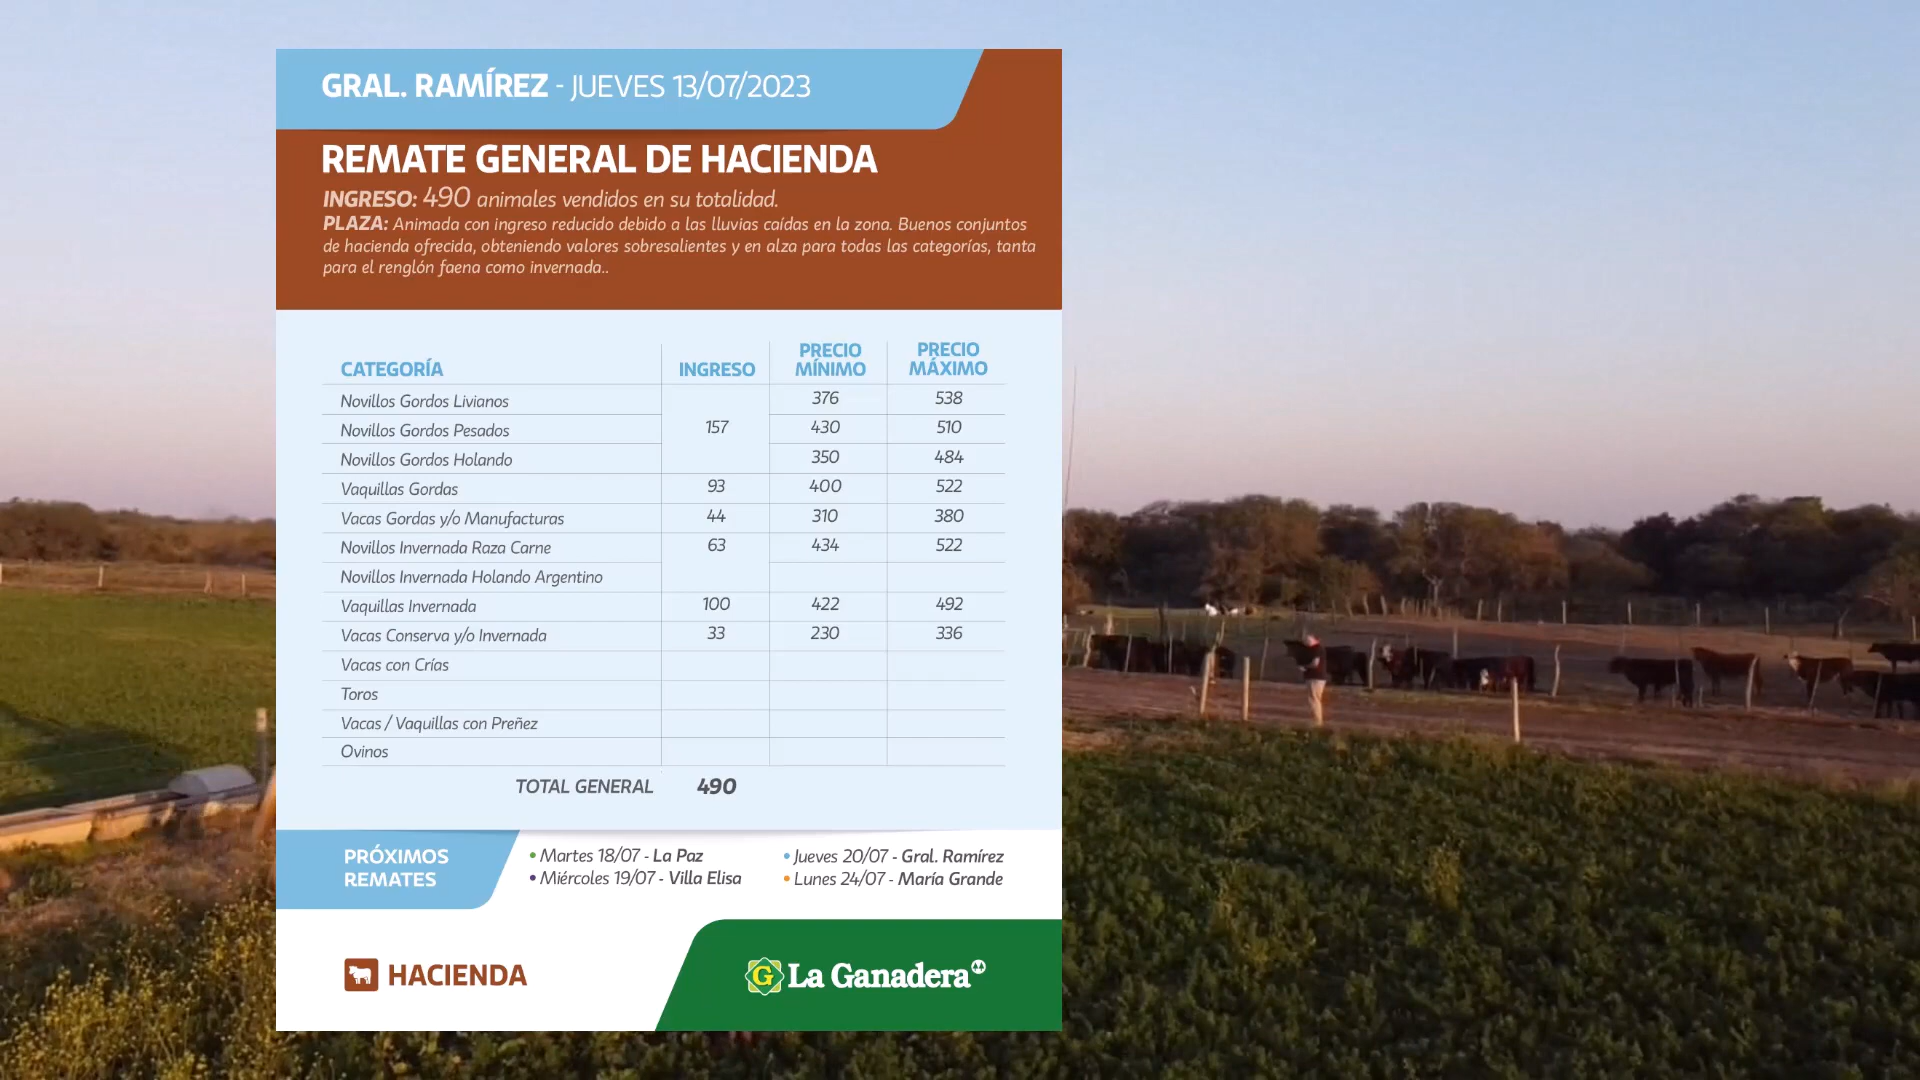 GRAL. RAMÍREZ - JUEVES 13/07/2023
REMATE GENERAL DE HACIENDA
INGRESO: 490 animales vendidos en su totalidad.
PLAZA: Animada con ingreso reducido debido a las lluvias caídas en la zona. Buenos conjuntos
de hacienda ofrecida, obteniendo valores sobresalientes y en alza para todas las categorías, tanta
para el renglón faena como invernada..
CATEGORÍA INGRESO PRECIO MÍNIMO PRECIO MÁXIMO
Novillos Gordos Livianos 376 538
Novillos Gordos Pesados 157 430 510
Novillos Gordos Holando 350 484
Vaquillas Gordas 93 400 522
Vacas Gordas y/o Manufacturas 44 310 380
Novillos Invernada Raza Carne 63 434 522
Novillos Invernada Holando Argentino
Vaquillas Invernada 100 422 492
Vacas Conserva y/o Invernada 33 230 336
Vacas con Crías
Toros
Vacas / Vaquillas con Preñez
Ovinos
TOTAL GENERAL 490
PRÓXIMOS
REMATES
• Martes 18/07 - La Paz
• Miércoles 19/07 - Villa Elisa
• Jueves 20/07 - Gral. Ramírez
• Lunes 24/07 - María Grande
HACIENDA
G La Ganadera